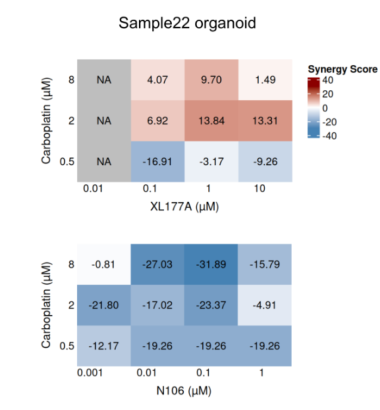 Sample22 organoid
Synergy Score
40
20
0
-20
-40
Carboplatin (µM)
8 NA 4.07 9.70 1.49
2 NA 6.92 13.84 13.31
0.5 NA -16.91 -3.17 -9.26
0.01 0.1 1 10
XL177A (µM)
Carboplatin (µM)
8 -0.81 -27.03 -31.89 -15.79
2 -21.80 -17.02 -23.37 -4.91
0.5 -12.17 -19.26 -19.26 -19.26
0.001 0.01 0.1 1
N106 (µM)